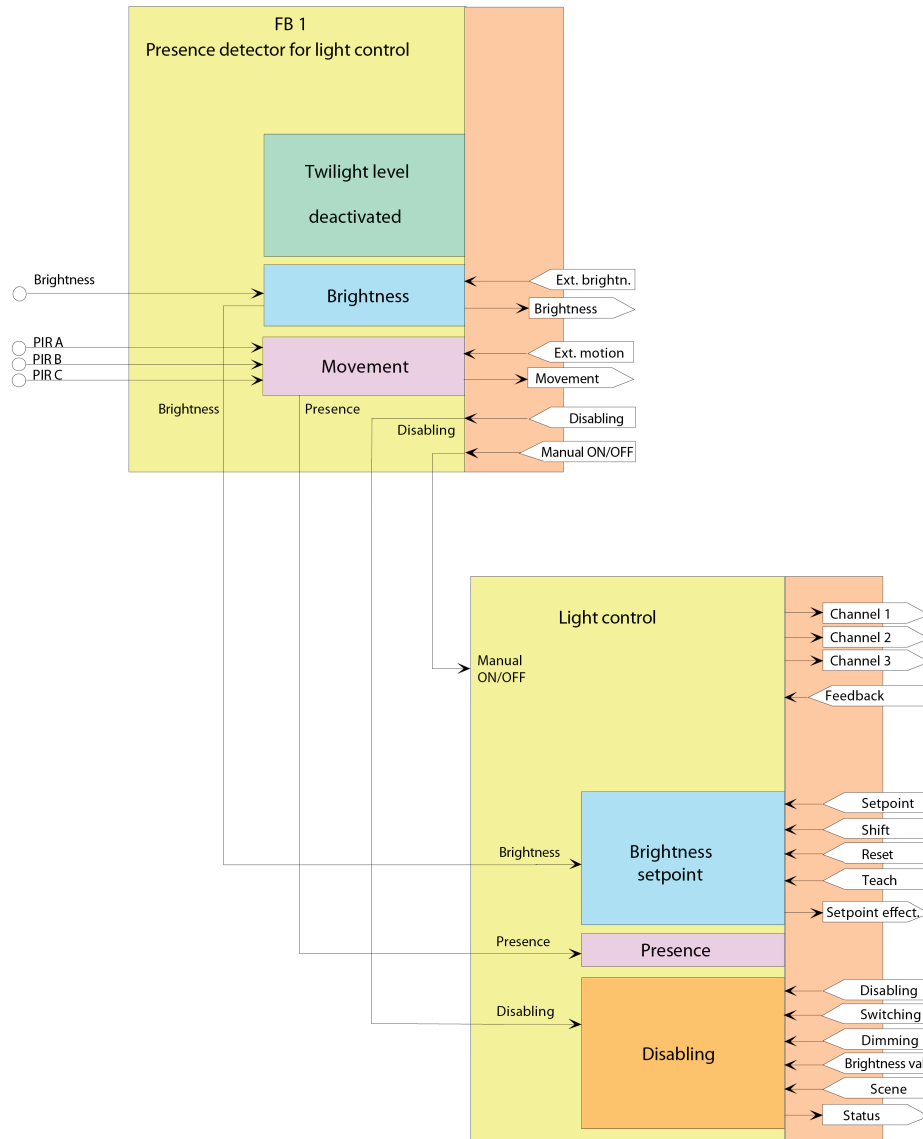 FB 1
Presence detector for light control
Twilight level
deactivated
Brightness
Brightness
Ext. brightn.
Brightness
PIR A
PIR B
PIR C
Movement
Ext. motion
Movement
Brightness
Presence
Disabling
Disabling
Manual ON/OFF
Light control
Manual
ON/OFF
Channel 1
Channel 2
Channel 3
Feedback
Brightness
Brightness
setpoint
Setpoint
Shift
Reset
Teach
Setpoint effect.
Presence
Presence
Disabling
Disabling
Disabling
Switching
Dimming
Brightness va
Scene
Status